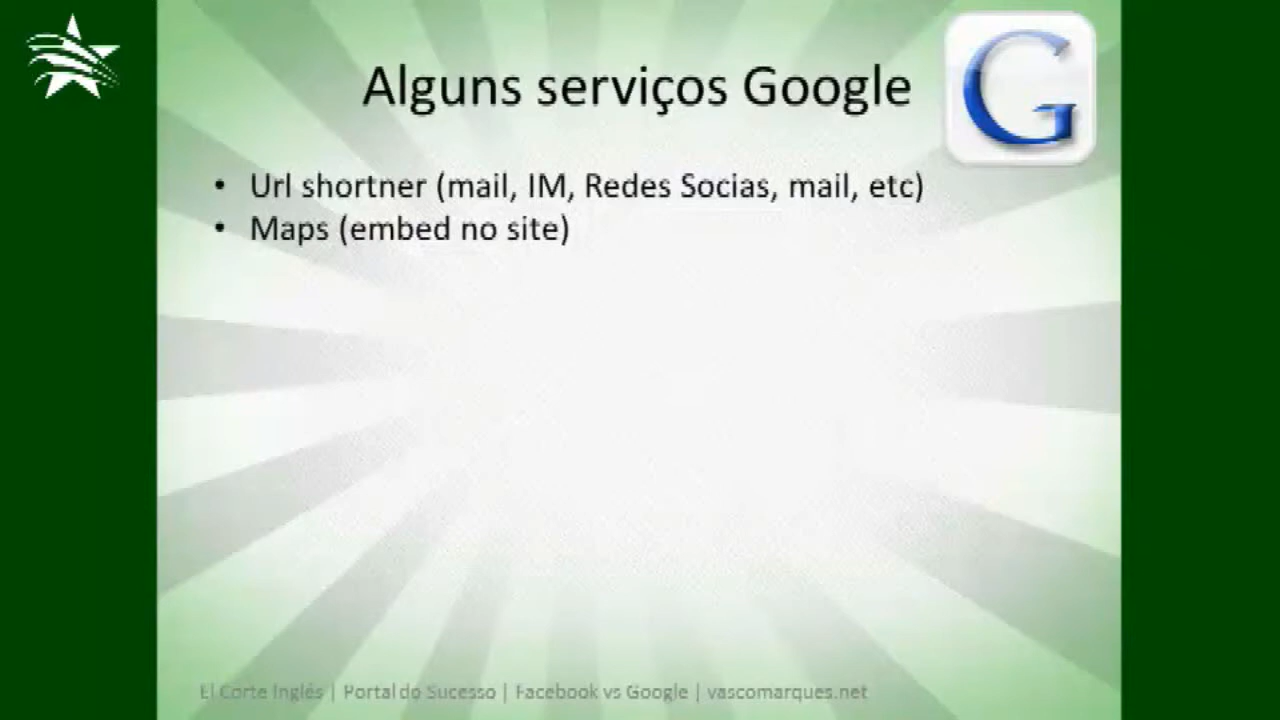 Alguns serviços Google
G
• Url shortner (mail, IM, Redes Socias, mail, etc)
• Maps (embed no site)
El Corte Inglés | Portal do Sucesso | Facebook vs Google | vascomarques.net